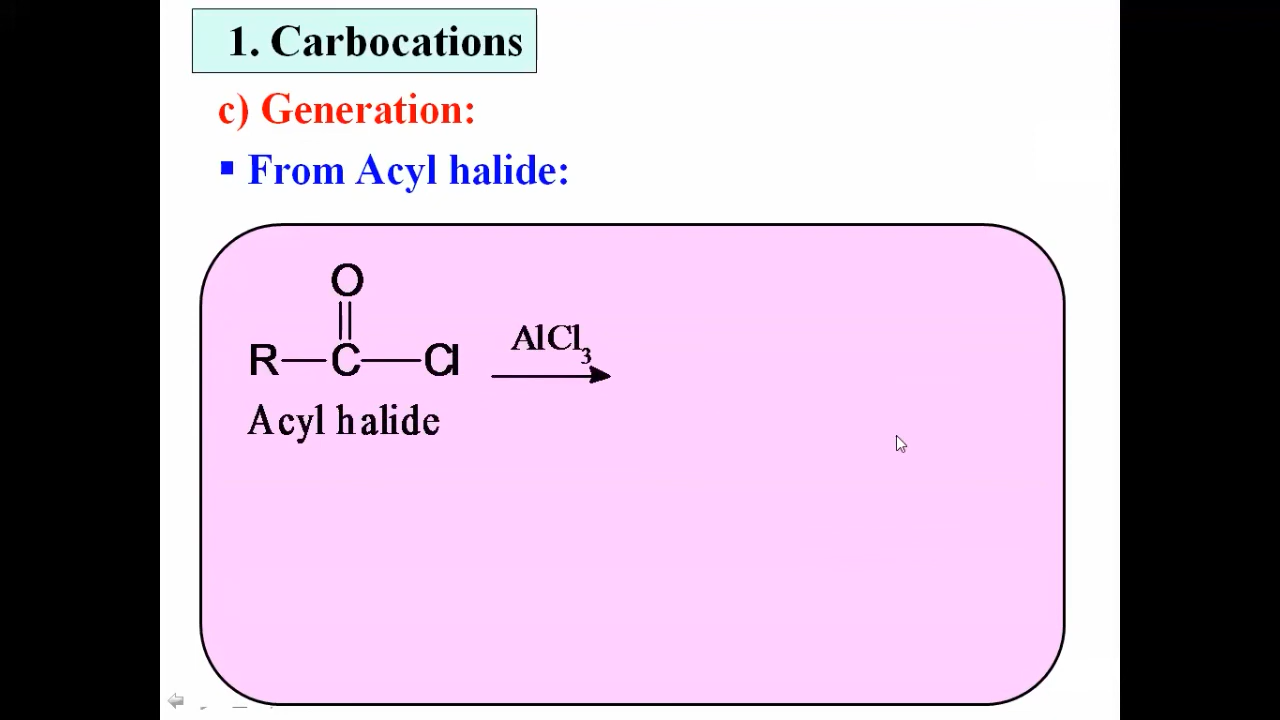 1. Carbocations
c) Generation:
▪ From Acyl halide:
O
R—C—Cl
AlCl₃
Acyl halide